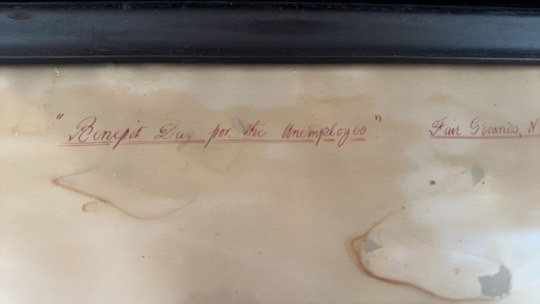 "Benefit Day for the Unemployed" Fair Grounds, N